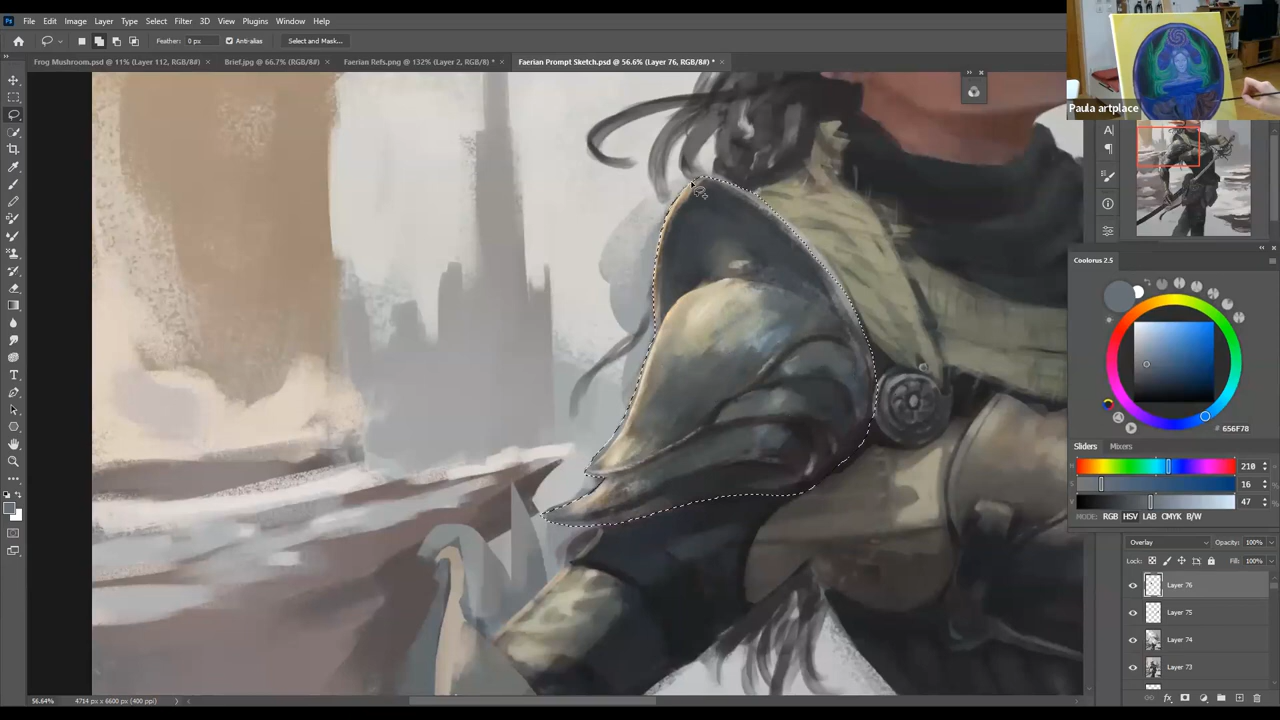 Ps File Edit Image Layer Type Select Filter 3D View Plugins Window Help
Feather: 0 px Anti-alias Select and Mask...
Frog Mushroom.psd @ 11% (Layer 112, RGB/8#) × Brief.jpg @ 66.7% (RGB/8#) × Faerian Refs.png @ 132% (Layer 2, RGB/8) * × Faerian Prompt Sketch.psd @ 56.6% (Layer 76, RGB/8#) * ×
Paula artplace
Coolorus 2.5
# 656F78
Sliders Mixers
H 210
S 16
V 47
MODE: RGB HSV LAB CMYK B/W
Overlay Opacity: 100%
Lock: Fill: 100%
Layer 76
Layer 75
Layer 74
Layer 73
56.64% 4714 px x 6600 px (400 ppi)